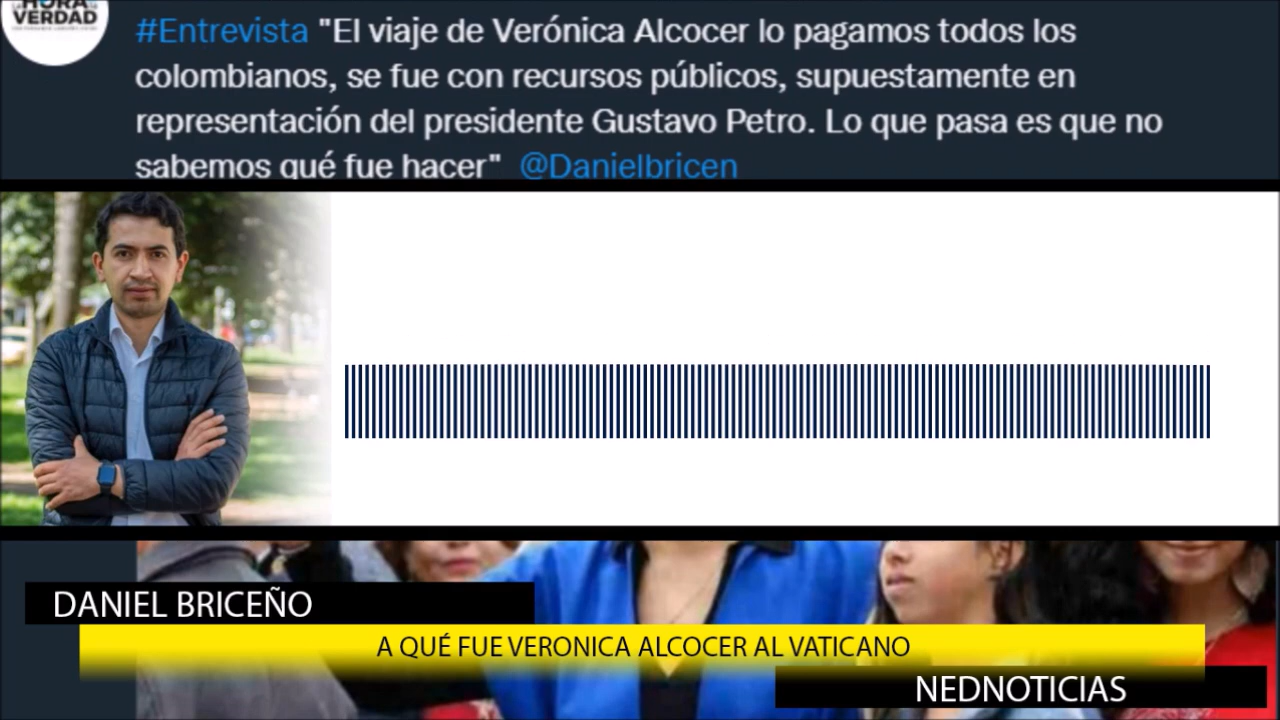 HORA
VERDAD
#Entrevista "El viaje de Verónica Alcocer lo pagamos todos los
colombianos, se fue con recursos públicos, supuestamente en
representación del presidente Gustavo Petro. Lo que pasa es que no
sabemos qué fue hacer" @Danielbricen
DANIEL BRICEÑO
A QUÉ FUE VERONICA ALCOCER AL VATICANO
NEDNOTICIAS